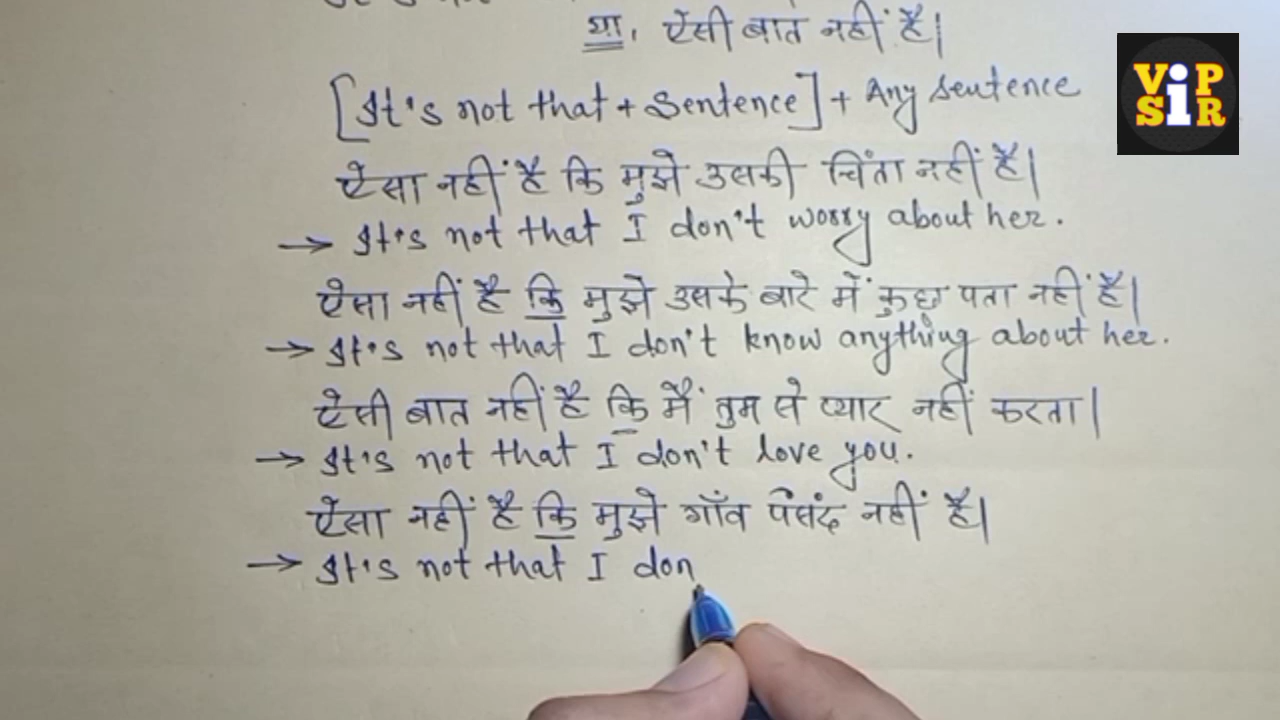 या, ऐसी बात नहीं है।
[It's not that + Sentence] + Any Sentence
ऐसा नहीं है कि मुझे उसकी चिंता नहीं है।
→ It's not that I don't worry about her.
ऐसा नहीं है कि मुझे उसके बारे में कुछ पता नहीं है।
→ It's not that I don't know anything about her.
ऐसी बात नहीं है कि मैं तुम से प्यार नहीं करता।
→ It's not that I don't love you.
ऐसा नहीं है कि मुझे गाँव पसंद नहीं है।
→ It's not that I don
ViP
SiR